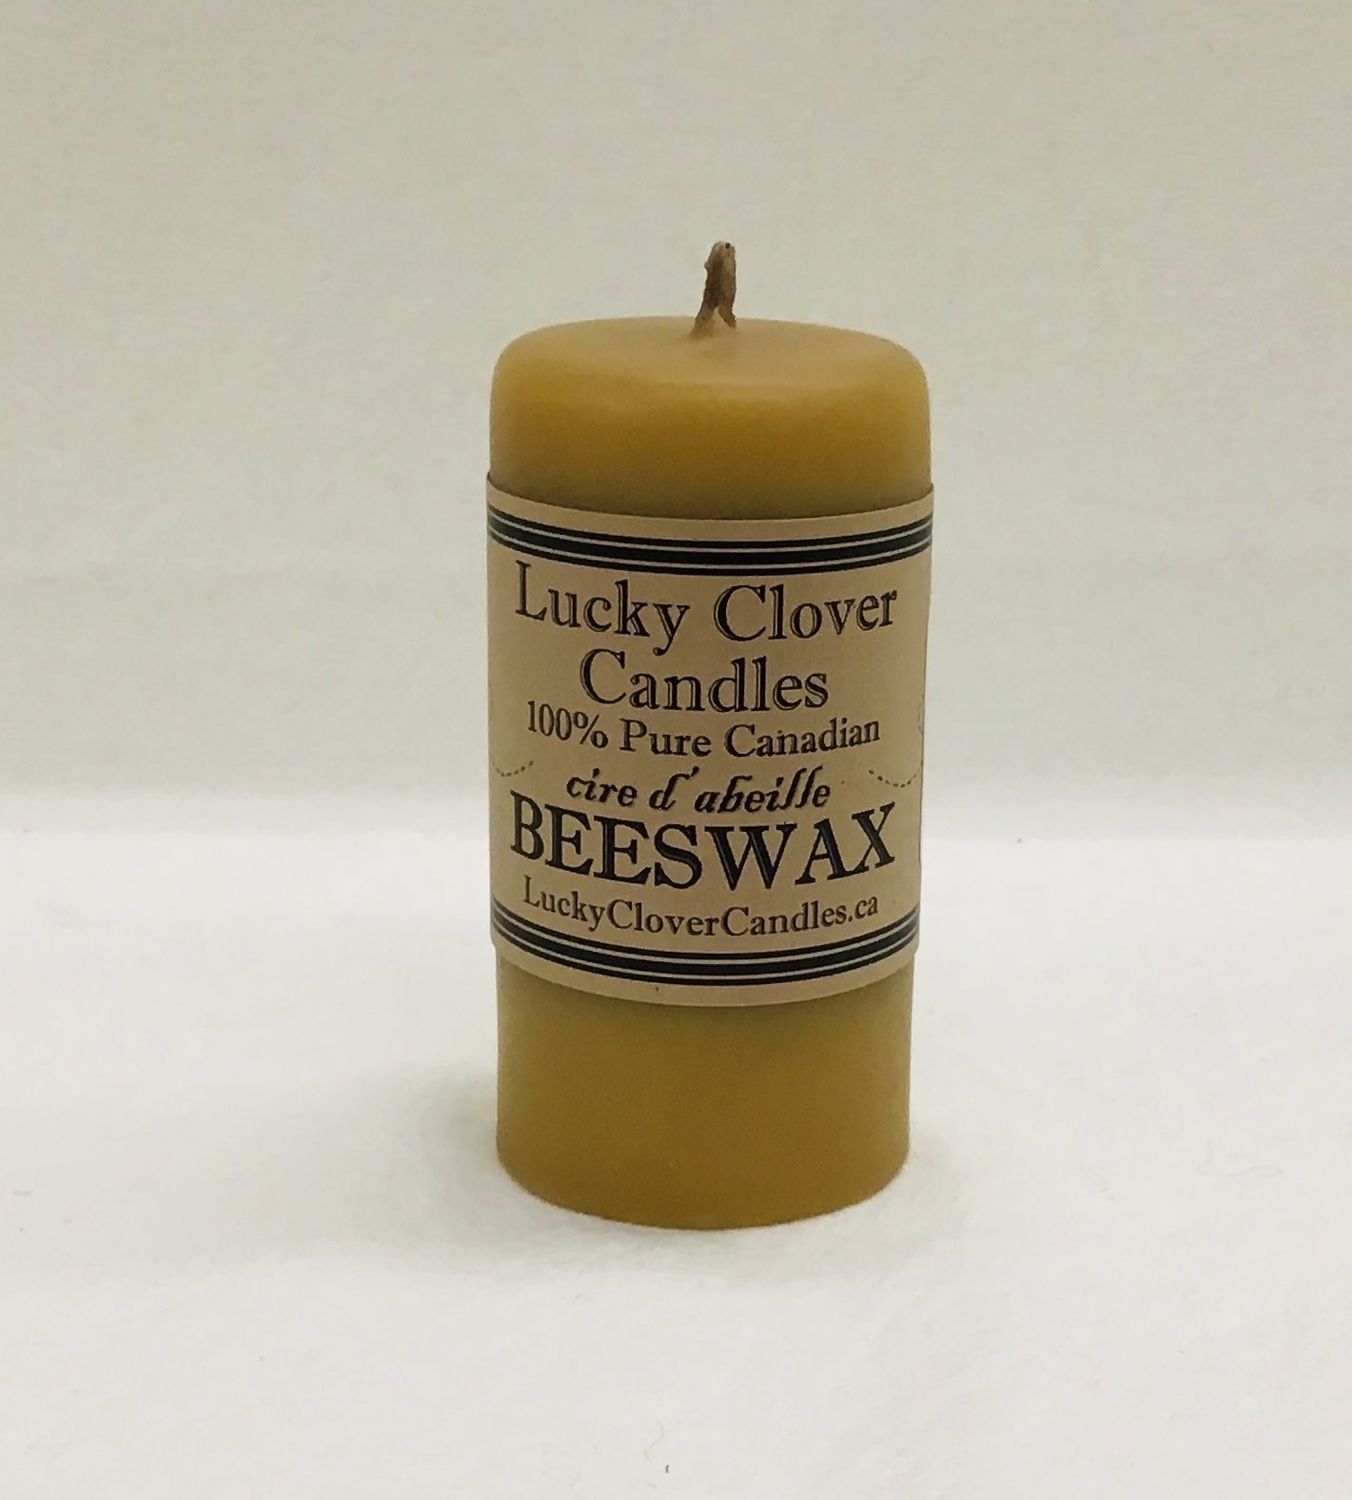 Lucky Clover
Candles
100% Pure Canadian
cire d'abeille
BEESWAX
LuckyCloverCandles.ca